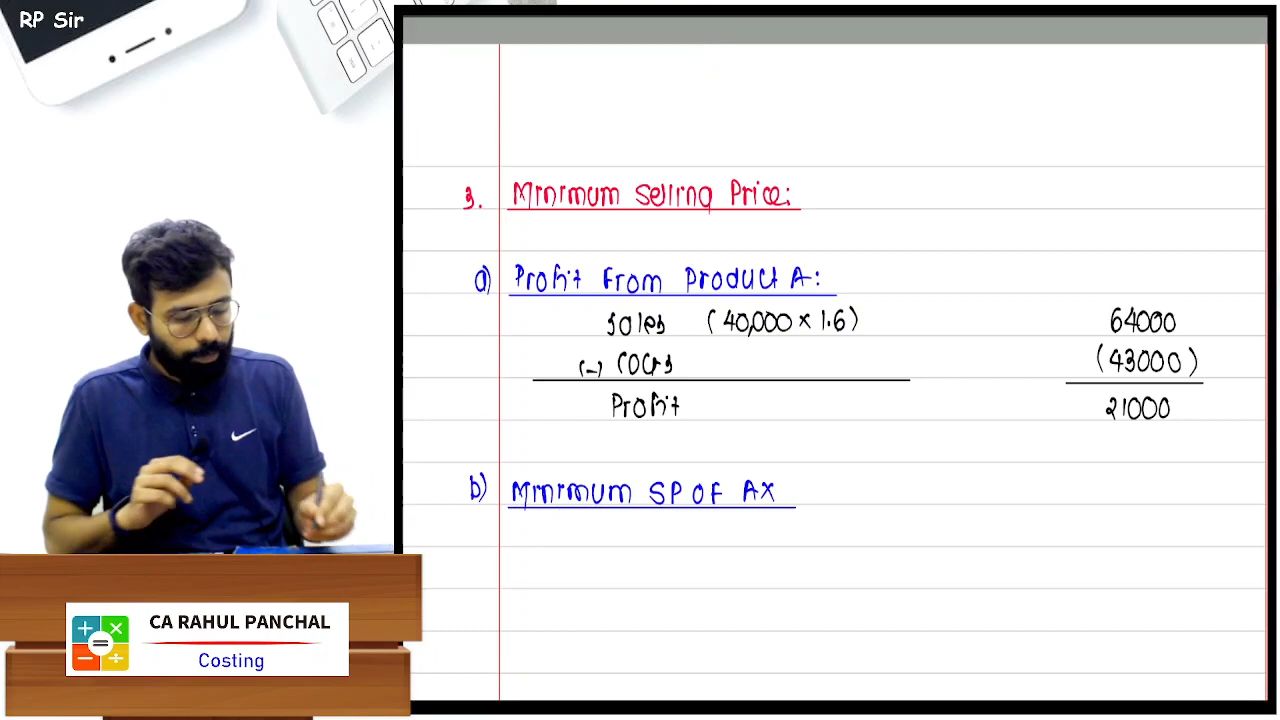 RP Sir
3. Minimum Selling Price:
a) Profit From Product A:
Sales (40,000 × 1.6) 64000
(-) COGS (43000)
Profit 21000
b) Minimum SP OF AX
CA RAHUL PANCHAL
Costing